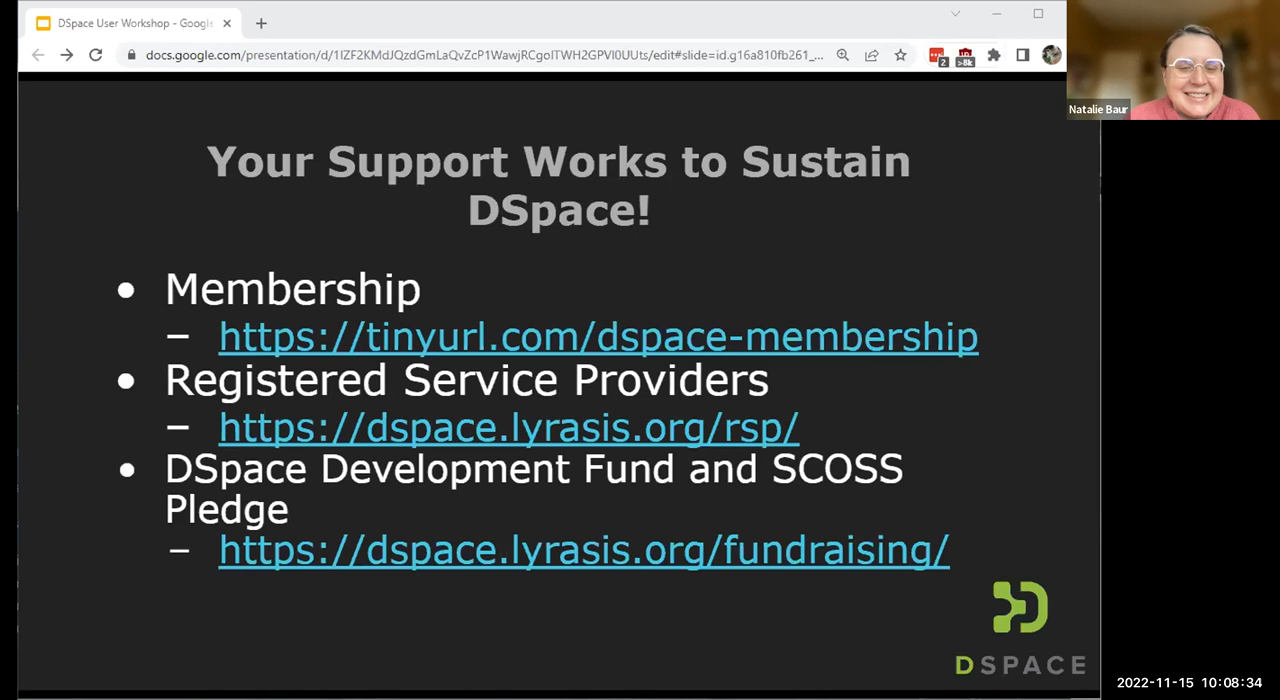 DSpace User Workshop - Googl
docs.google.com/presentation/d/1IZF2KMdJQzdGmLaQvZcP1WawjRCgoITWH2GPVI0UUts/edit#slide=id.g16a810fb261_...
2
>8k
Natalie Baur
Your Support Works to Sustain
DSpace!
• Membership
– https://tinyurl.com/dspace-membership
• Registered Service Providers
– https://dspace.lyrasis.org/rsp/
• DSpace Development Fund and SCOSS
Pledge
– https://dspace.lyrasis.org/fundraising/
DSPACE
2022-11-15 10:08:34